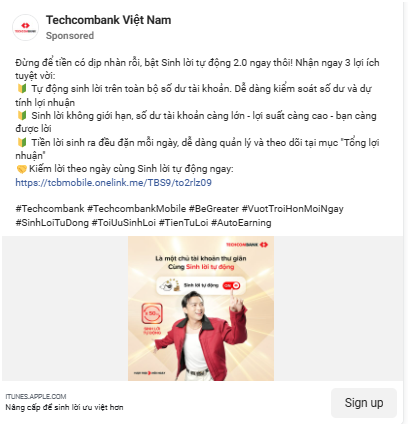 Techcombank Việt Nam
Sponsored
Đừng để tiền có dịp nhàn rỗi, bật Sinh lời tự động 2.0 ngay thôi! Nhận ngay 3 lợi ích
tuyệt vời:
🔰 Tự động sinh lời trên toàn bộ số dư tài khoản. Dễ dàng kiểm soát số dư và dự
tính lợi nhuận
🔰 Sinh lời không giới hạn, số dư tài khoản càng lớn - lợi suất càng cao - bạn càng
được lời
🔰 Tiền lời sinh ra đều đặn mỗi ngày, dễ dàng quản lý và theo dõi tại mục "Tổng lợi
nhuận"
🤝Kiếm lời theo ngày cùng Sinh lời tự động ngay:
https://tcbmobile.onelink.me/TBS9/to2rlz09
#Techcombank #TechcombankMobile #BeGreater #VuotTroiHonMoiNgay
#SinhLoiTuDong #ToiUuSinhLoi #TienTuLoi #AutoEarning
TECHCOMBANK
Là một chủ tài khoản thư giãn
Cùng Sinh lời tự động
Sinh lời tự động
SINH LỜI
TỰ ĐỘNG
ITUNES.APPLE.COM
Nâng cấp để sinh lời ưu việt hơn
Sign up